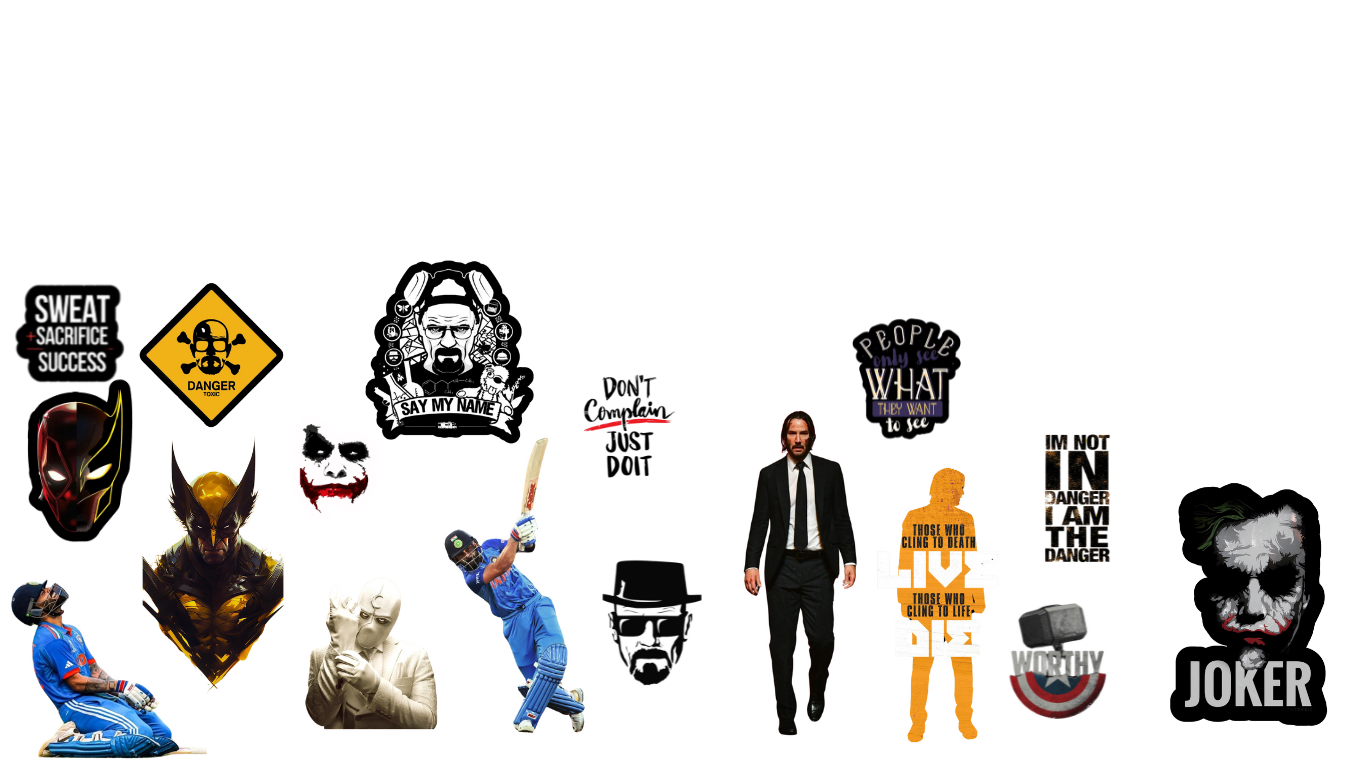 SWEAT
SACRIFICE
SUCCESS
DANGER
TOXIC
SAY MY NAME
DON'T
Complain
JUST
DO IT
PEOPLE
only see
WHAT
THEY WANT
to see
THOSE WHO
CLING TO DEATH
LIVE
THOSE WHO
CLING TO LIFE
DIE
IM NOT
IN
DANGER
I AM
THE
DANGER
WORTHY
JOKER